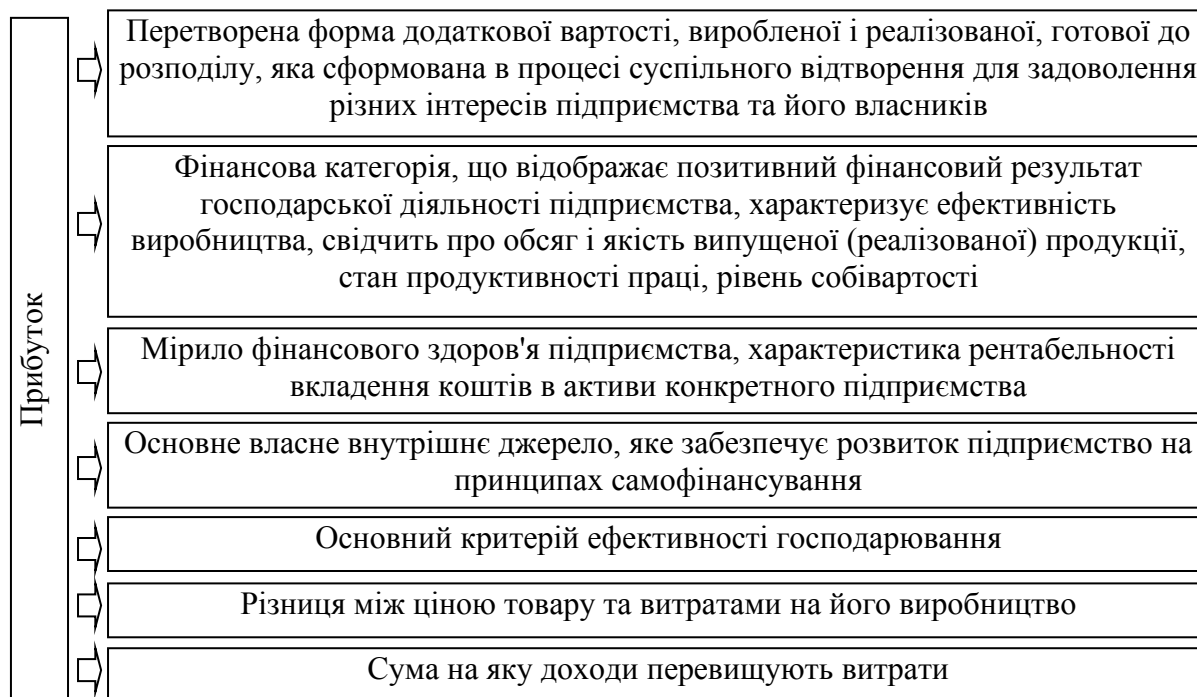 Прибуток
Перетворена форма додаткової вартості, виробленої і реалізованої, готової до
розподілу, яка сформована в процесі суспільного відтворення для задоволення
різних інтересів підприємства та його власників
Фінансова категорія, що відображає позитивний фінансовий результат
господарської діяльності підприємства, характеризує ефективність
виробництва, свідчить про обсяг і якість випущеної (реалізованої) продукції,
стан продуктивності праці, рівень собівартості
Мірило фінансового здоров'я підприємства, характеристика рентабельності
вкладення коштів в активи конкретного підприємства
Основне власне внутрішнє джерело, яке забезпечує розвиток підприємство на
принципах самофінансування
Основний критерій ефективності господарювання
Різниця між ціною товару та витратами на його виробництво
Сума на яку доходи перевищують витрати